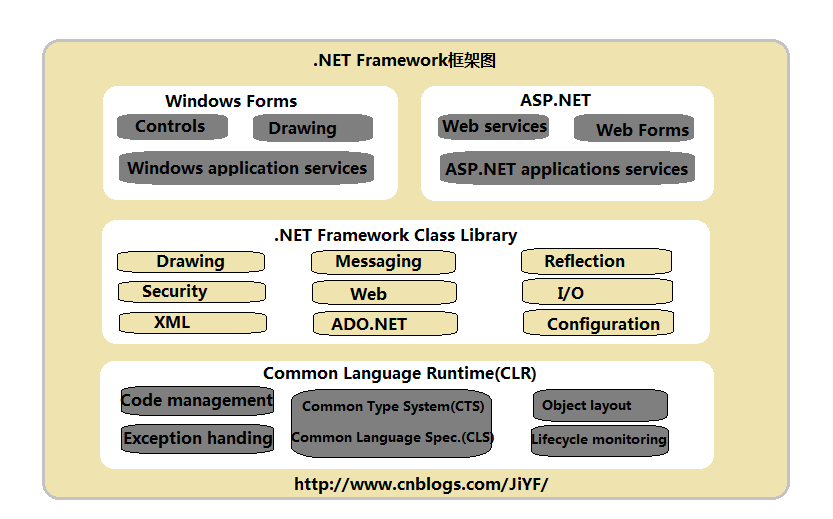 .NET Framework框架图
Windows Forms
Controls
Drawing
Windows application services
ASP.NET
Web services
Web Forms
ASP.NET applications services
.NET Framework Class Library
Drawing
Messaging
Reflection
Security
Web
I/O
XML
ADO.NET
Configuration
Common Language Runtime(CLR)
Code management
Common Type System(CTS)
Object layout
Exception handing
Common Language Spec.(CLS)
Lifecycle monitoring
http://www.cnblogs.com/JiYF/